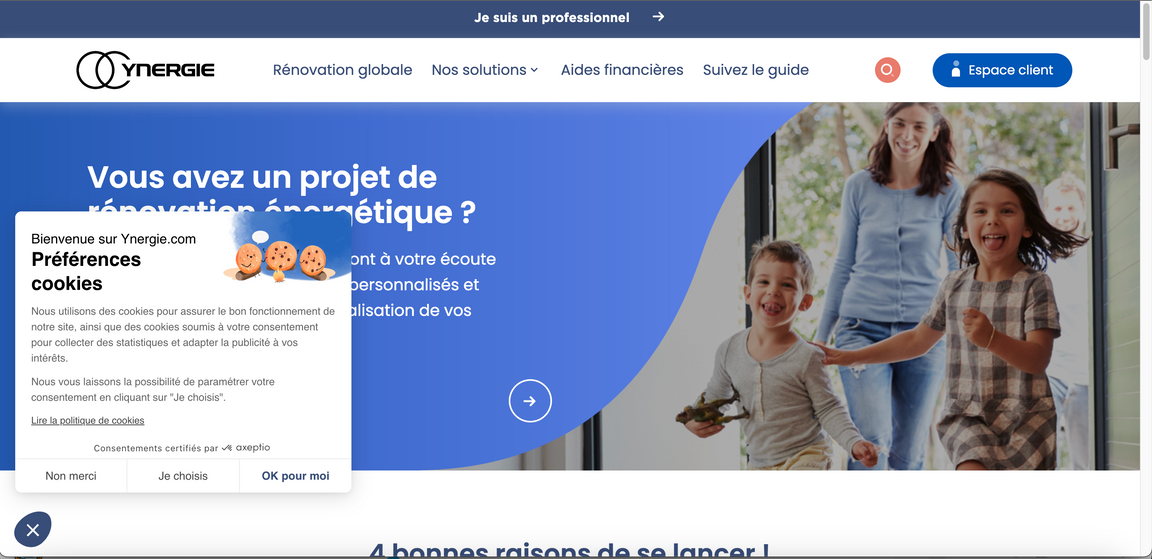 Je suis un professionnel
YNERGIE
Rénovation globale
Nos solutions
Aides financières
Suivez le guide
Espace client
Vous avez un projet de
rénovation énergétique ?
ont à votre écoute
personnalisés et
alisation de vos
Bienvenue sur Ynergie.com
Préférences
cookies
Nous utilisons des cookies pour assurer le bon fonctionnement de
notre site, ainsi que des cookies soumis à votre consentement
pour collecter des statistiques et adapter la publicité à vos
intérêts.
Nous vous laissons la possibilité de paramétrer votre
consentement en cliquant sur "Je choisis".
Lire la politique de cookies
Consentements certifiés par axeptio
Non merci
Je choisis
OK pour moi
4 bonnes raisons de se lancer !